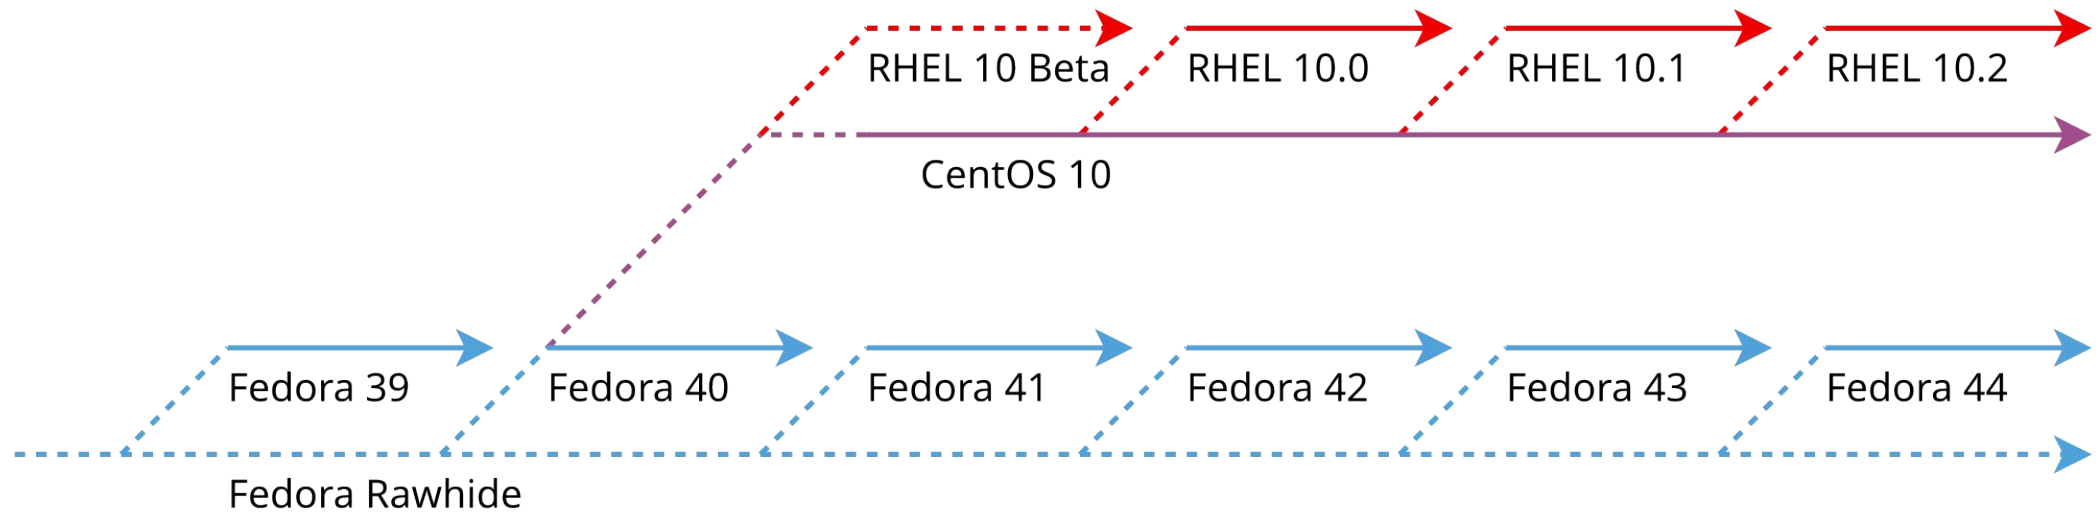 RHEL 10 Beta
RHEL 10.0
RHEL 10.1
RHEL 10.2
CentOS 10
Fedora 39
Fedora 40
Fedora 41
Fedora 42
Fedora 43
Fedora 44
Fedora Rawhide